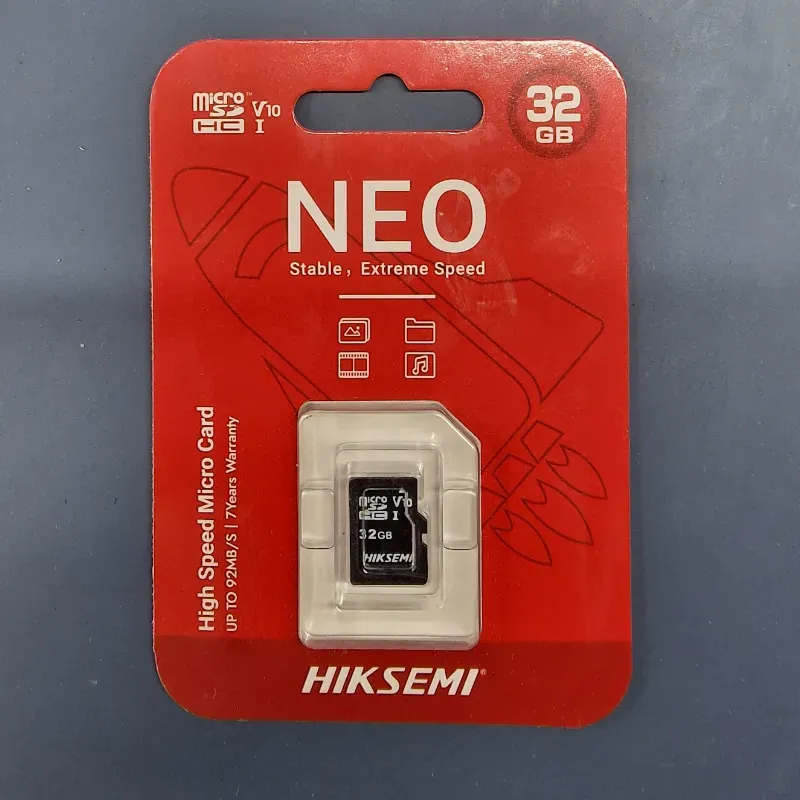 micro
SD
HC I V10
32
GB
NEO
Stable, Extreme Speed
High Speed Micro Card
UP TO 92MB/S | 7Years Warranty
micro
SD
HC I V10
32GB
HIKSEMI
HIKSEMI®